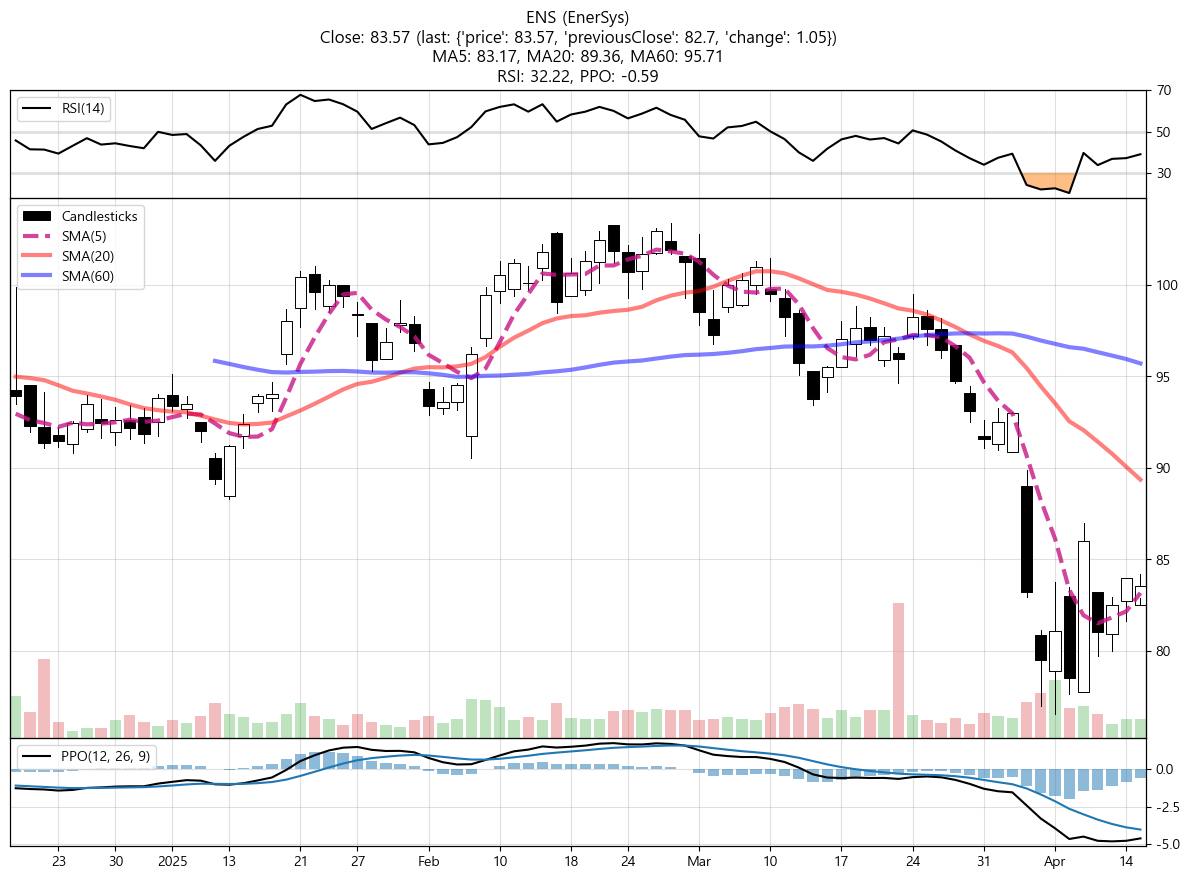 ENS (EnerSys)
Close: 83.57 (last: {'price': 83.57, 'previousClose': 82.7, 'change': 1.05})
MA5: 83.17, MA20: 89.36, MA60: 95.71
RSI: 32.22, PPO: -0.59
RSI(14)
70
50
30
Candlesticks
SMA(5)
SMA(20)
SMA(60)
100
95
90
85
80
PPO(12, 26, 9)
0.0
-2.5
-5.0
23 30 2025 13 21 27 Feb 10 18 24 Mar 10 17 24 31 Apr 14